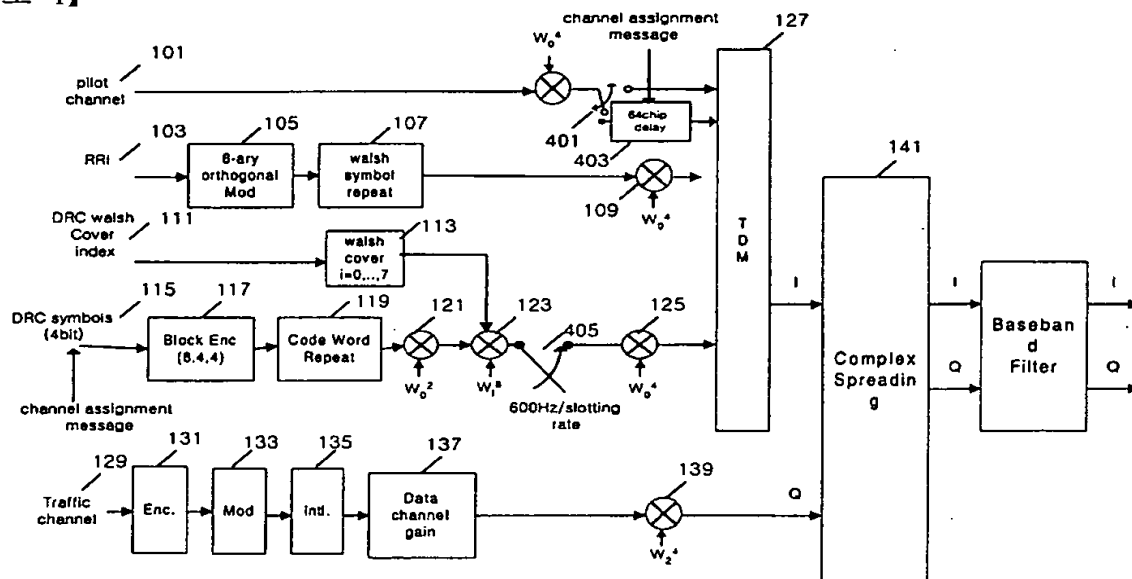 channel assignment
message
127
101
W₀⁴
pilot
channel
401
64chip
delay
403
103
105
107
RRI
8-ary
orthogonal
Mod
walsh
symbol
repeat
109
W₀⁴
141
DRC walsh
Cover
index
111
113
walsh
cover
i=0,..,7
T
D
M
115
117
119
121
123
405
125
DRC symbols
(4bit)
Block Enc
(8,4,4)
Code Word
Repeat
W₀²
Wᵢ⁸
W₀⁴
600Hz/slotting
rate
channel assignment
message
I
I
I
Complex
Spreadin
g
Baseban
d
Filter
Q
Q
129
131
133
135
137
139
Traffic
channel
Enc.
Mod
Intl.
Data
channel
gain
W₂⁴
Q